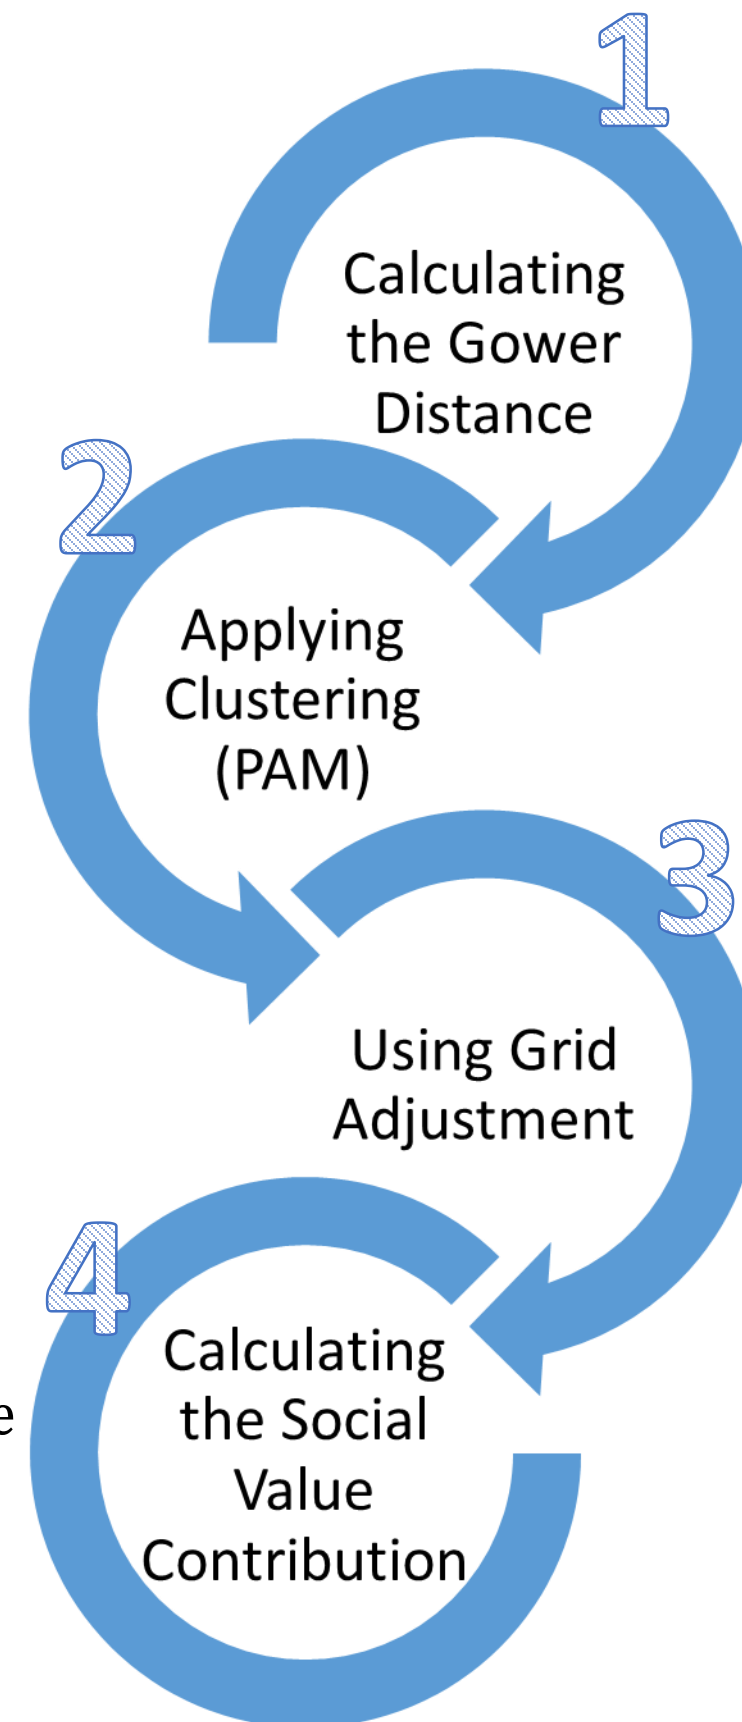 1
Calculating
the Gower
Distance
2
Applying
Clustering
(PAM)
3
Using Grid
Adjustment
4
Calculating
the Social
Value
Contribution
e